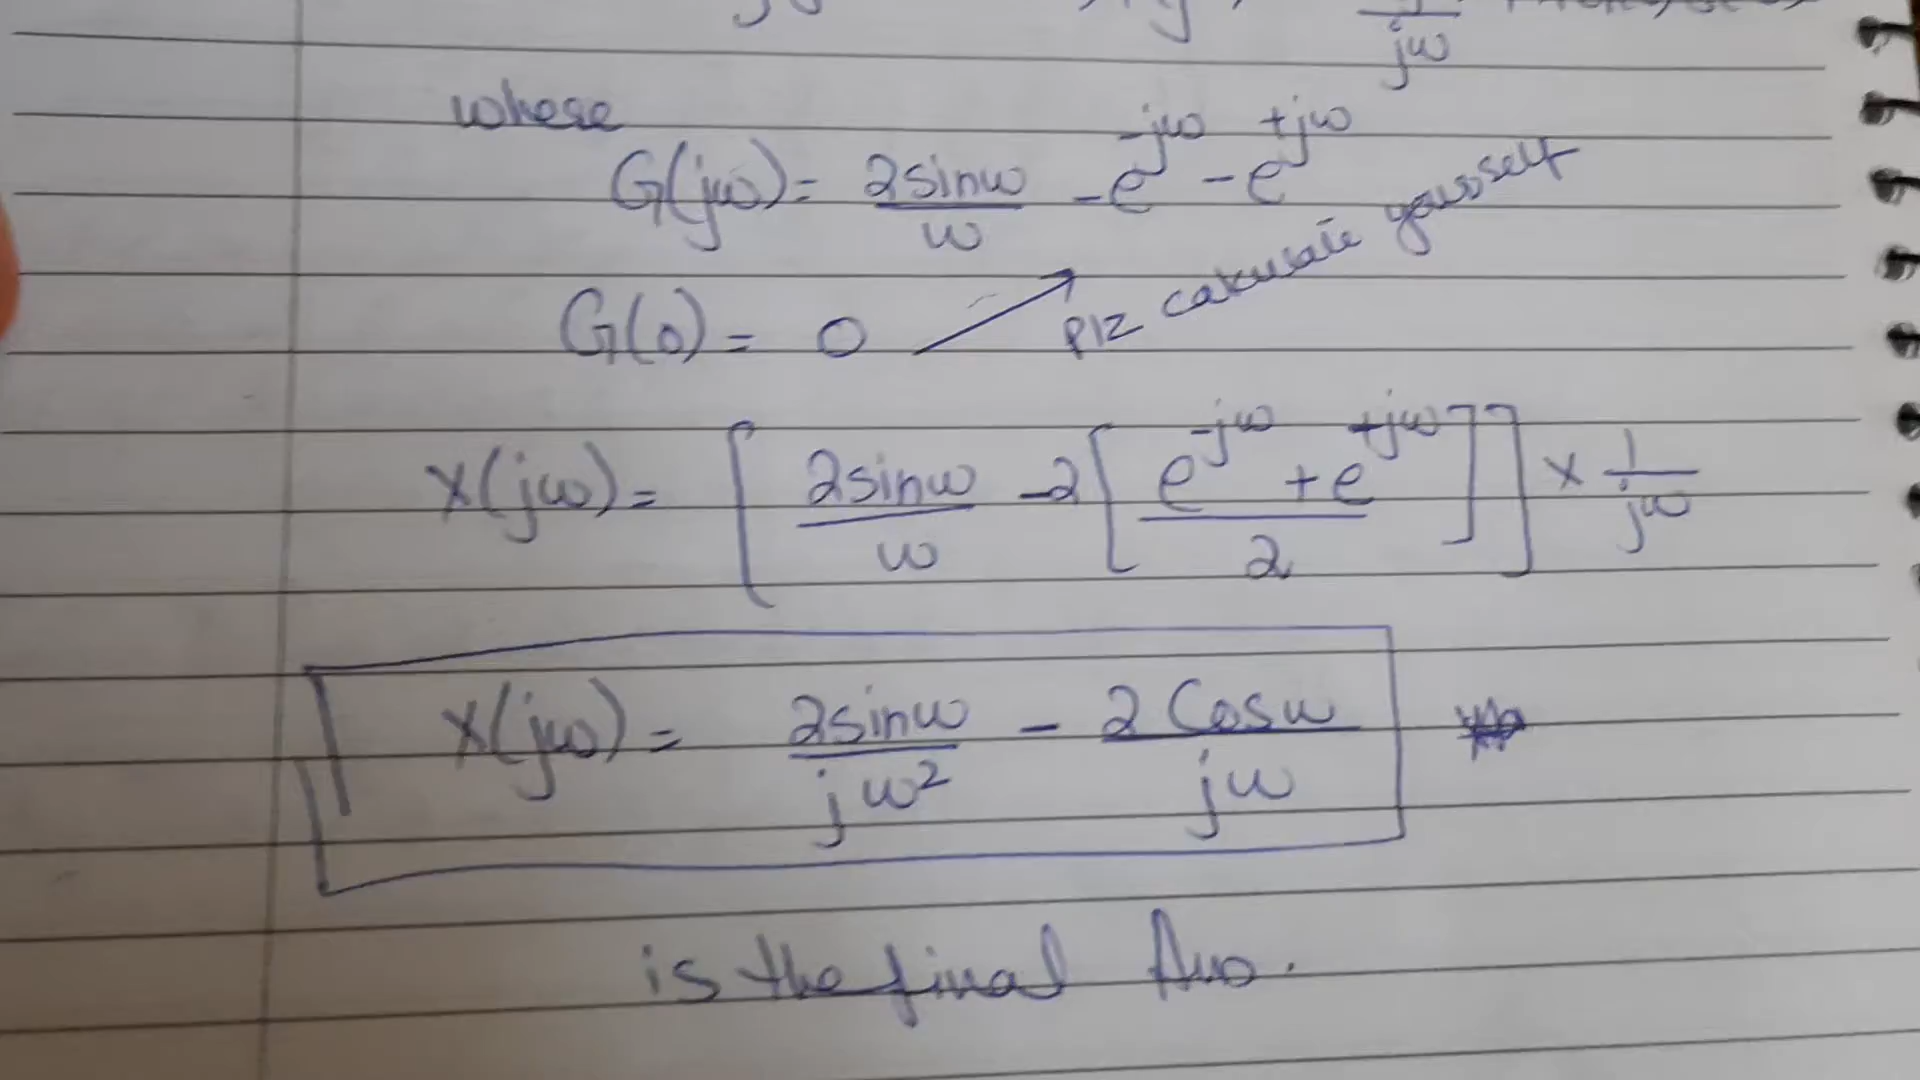 jω
where
G(jω) = 2sinω/ω - e^-jω - e^+jω
G(0) = 0 → plz calculate yourself
X(jω) = [2sinω/ω - 2[(e^-jω + e^+jω)/2]] × 1/jω
X(jω) = 2sinω/jω² - 2Cosω/jω
is the final Ans.